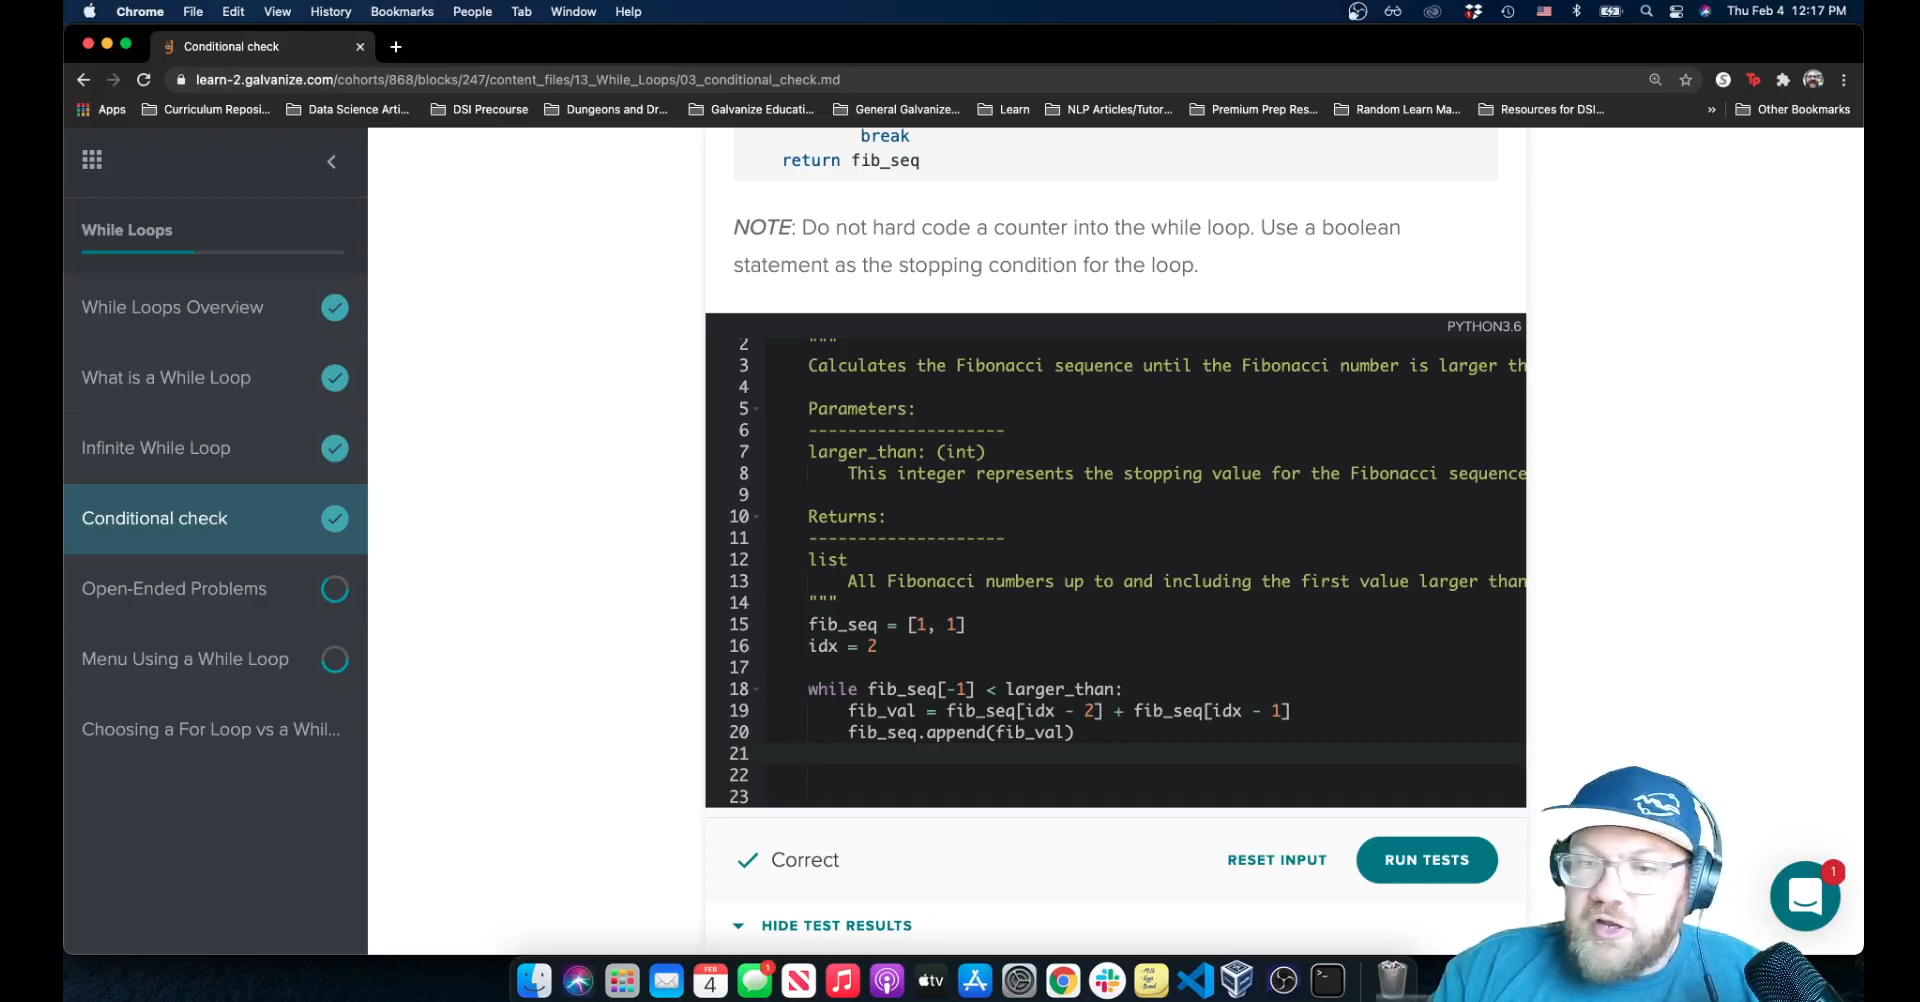 Chrome File Edit View History Bookmarks People Tab Window Help
Thu Feb 4 12:17 PM
Conditional check
learn-2.galvanize.com/cohorts/868/blocks/247/content_files/13_While_Loops/03_conditional_check.md
Apps Curriculum Reposi... Data Science Arti... DSI Precourse Dungeons and Dr... Galvanize Educati... General Galvanize... Learn NLP Articles/Tutor... Premium Prep Res... Random Learn Ma... Resources for DSI... » Other Bookmarks
While Loops
While Loops Overview
What is a While Loop
Infinite While Loop
Conditional check
Open-Ended Problems
Menu Using a While Loop
Choosing a For Loop vs a Whil...
break
return fib_seq
NOTE: Do not hard code a counter into the while loop. Use a boolean
statement as the stopping condition for the loop.
PYTHON3.6
2 """
3 Calculates the Fibonacci sequence until the Fibonacci number is larger th
4
5 Parameters:
6 --------------------
7 larger_than: (int)
8 This integer represents the stopping value for the Fibonacci sequence
9
10 Returns:
11 --------------------
12 list
13 All Fibonacci numbers up to and including the first value larger than
14 """
15 fib_seq = [1, 1]
16 idx = 2
17
18 while fib_seq[-1] < larger_than:
19 fib_val = fib_seq[idx - 2] + fib_seq[idx - 1]
20 fib_seq.append(fib_val)
21
22
23
Correct
RESET INPUT
RUN TESTS
HIDE TEST RESULTS
1
FEB
4
1
tv